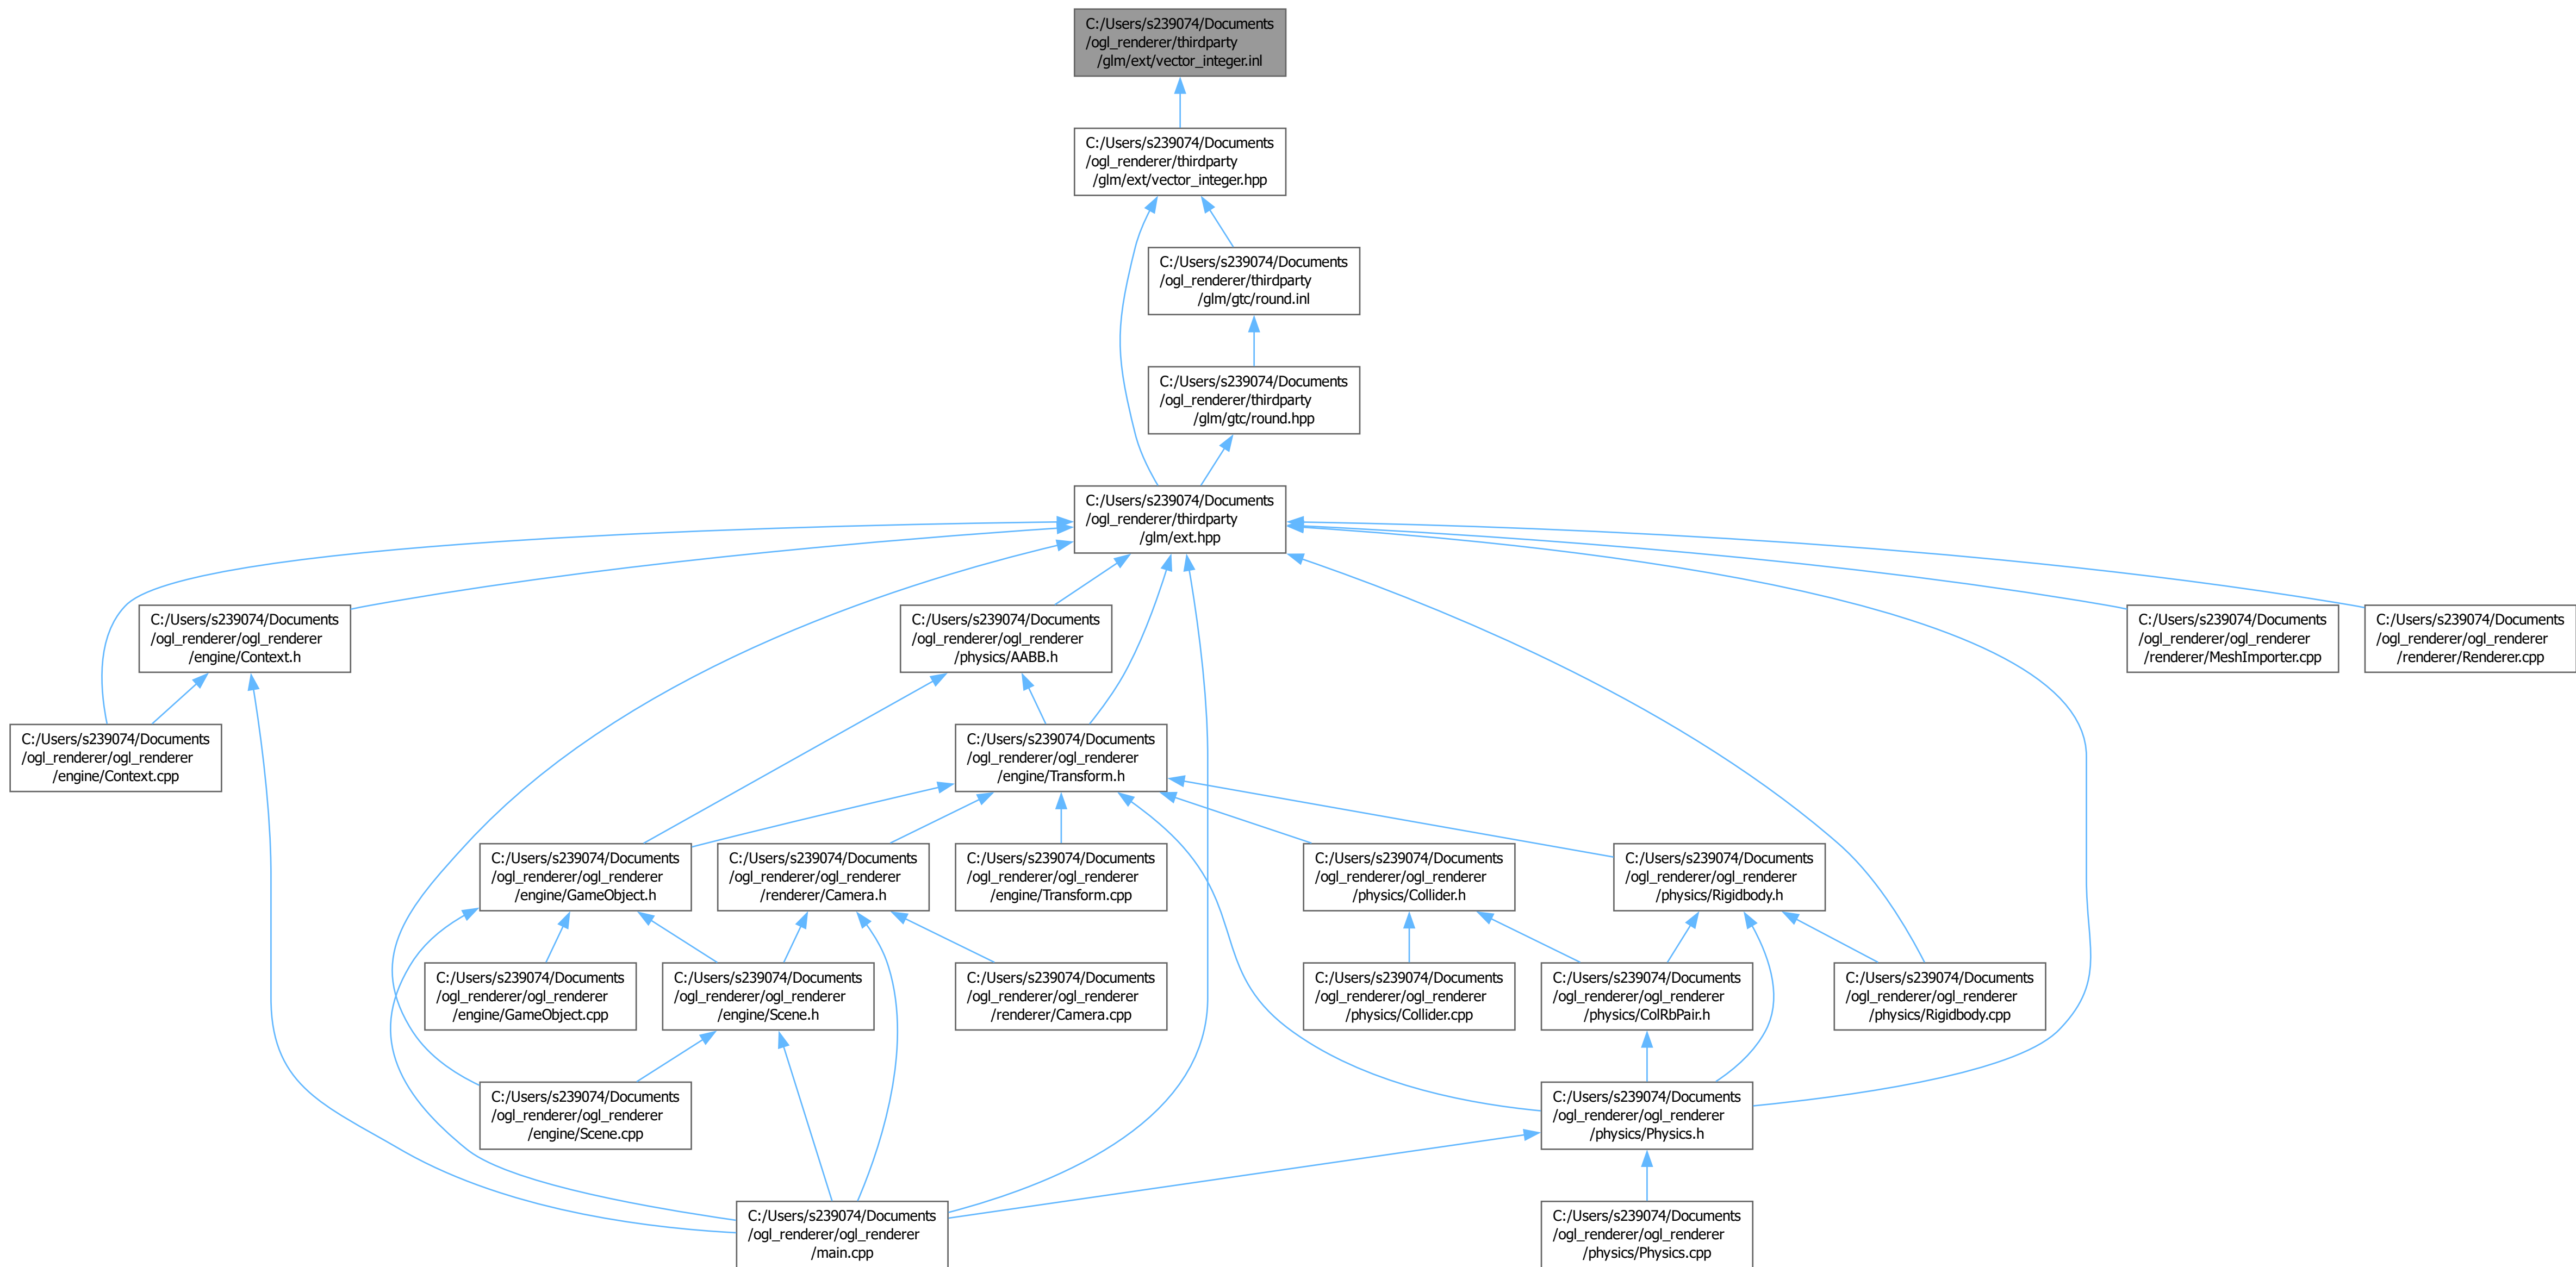 C:/Users/s239074/Documents
/ogl_renderer/thirdparty
/glm/ext/vector_integer.inl
C:/Users/s239074/Documents
/ogl_renderer/thirdparty
/glm/ext/vector_integer.hpp
C:/Users/s239074/Documents
/ogl_renderer/thirdparty
/glm/gtc/round.inl
C:/Users/s239074/Documents
/ogl_renderer/thirdparty
/glm/gtc/round.hpp
C:/Users/s239074/Documents
/ogl_renderer/thirdparty
/glm/ext.hpp
C:/Users/s239074/Documents
/ogl_renderer/ogl_renderer
/engine/Context.h
C:/Users/s239074/Documents
/ogl_renderer/ogl_renderer
/physics/AABB.h
C:/Users/s239074/Documents
/ogl_renderer/ogl_renderer
/renderer/MeshImporter.cpp
C:/Users/s239074/Documents
/ogl_renderer/ogl_renderer
/renderer/Renderer.cpp
C:/Users/s239074/Documents
/ogl_renderer/ogl_renderer
/engine/Context.cpp
C:/Users/s239074/Documents
/ogl_renderer/ogl_renderer
/engine/Transform.h
C:/Users/s239074/Documents
/ogl_renderer/ogl_renderer
/engine/GameObject.h
C:/Users/s239074/Documents
/ogl_renderer/ogl_renderer
/renderer/Camera.h
C:/Users/s239074/Documents
/ogl_renderer/ogl_renderer
/engine/Transform.cpp
C:/Users/s239074/Documents
/ogl_renderer/ogl_renderer
/physics/Collider.h
C:/Users/s239074/Documents
/ogl_renderer/ogl_renderer
/physics/Rigidbody.h
C:/Users/s239074/Documents
/ogl_renderer/ogl_renderer
/engine/GameObject.cpp
C:/Users/s239074/Documents
/ogl_renderer/ogl_renderer
/engine/Scene.h
C:/Users/s239074/Documents
/ogl_renderer/ogl_renderer
/renderer/Camera.cpp
C:/Users/s239074/Documents
/ogl_renderer/ogl_renderer
/physics/Collider.cpp
C:/Users/s239074/Documents
/ogl_renderer/ogl_renderer
/physics/ColRbPair.h
C:/Users/s239074/Documents
/ogl_renderer/ogl_renderer
/physics/Rigidbody.cpp
C:/Users/s239074/Documents
/ogl_renderer/ogl_renderer
/engine/Scene.cpp
C:/Users/s239074/Documents
/ogl_renderer/ogl_renderer
/physics/Physics.h
C:/Users/s239074/Documents
/ogl_renderer/ogl_renderer
/main.cpp
C:/Users/s239074/Documents
/ogl_renderer/ogl_renderer
/physics/Physics.cpp